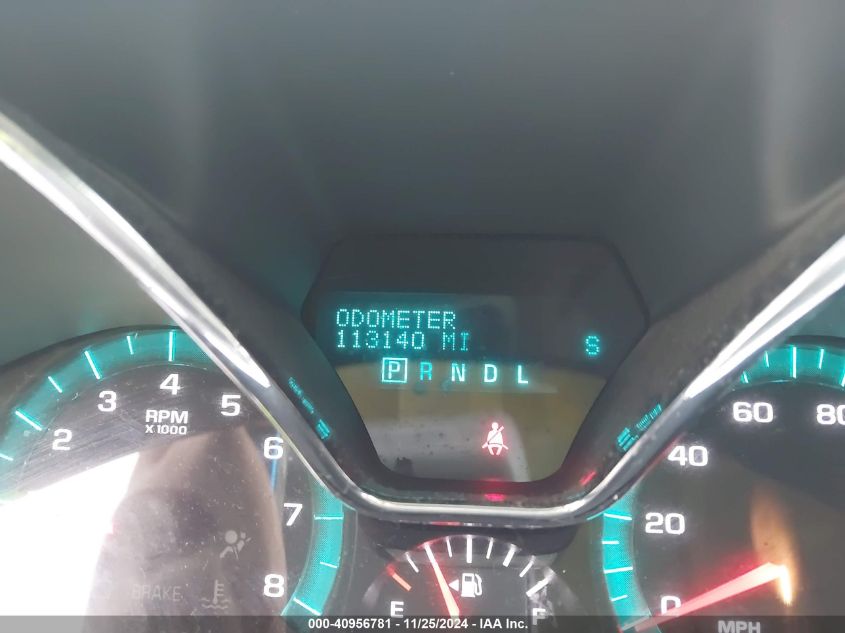 ODOMETER
113140 MI S
P R N D L
2 3 4 5 6 7 8
RPM
X 1000
BRAKE
E F
0 20 40 60 80
MPH
000-40956781 - 11/25/2024 - IAA Inc.